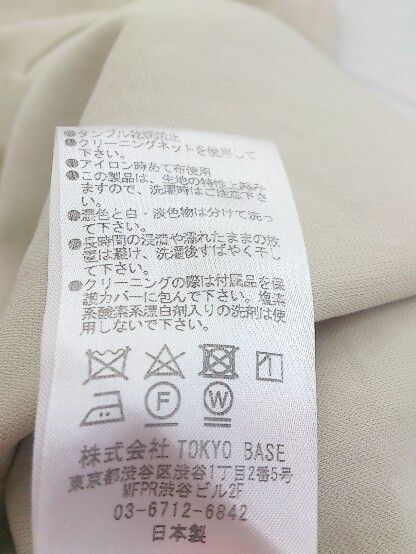 ●タンブル乾燥禁止
●クリーニングネットを使用して
下さい。
●アイロン時あて布使用
●この製品は、生地の特性上縮み
ますので、洗濯時はご注意下さ
い。
●濃色と白・淡色物は分けて洗っ
て下さい。
●長時間の浸漬や濡れたままの放
置は避け、洗濯後すばやく干し
て下さい。
●クリーニングの際は付属品を保
護カバーに包んで下さい。塩素
系酸素系漂白剤入りの洗剤は使
用しないで下さい。
F W
株式会社 TOKYO BASE
東京都渋谷区渋谷1丁目2番5号
MFPR渋谷ビル2F
03-6712-6842
日本製